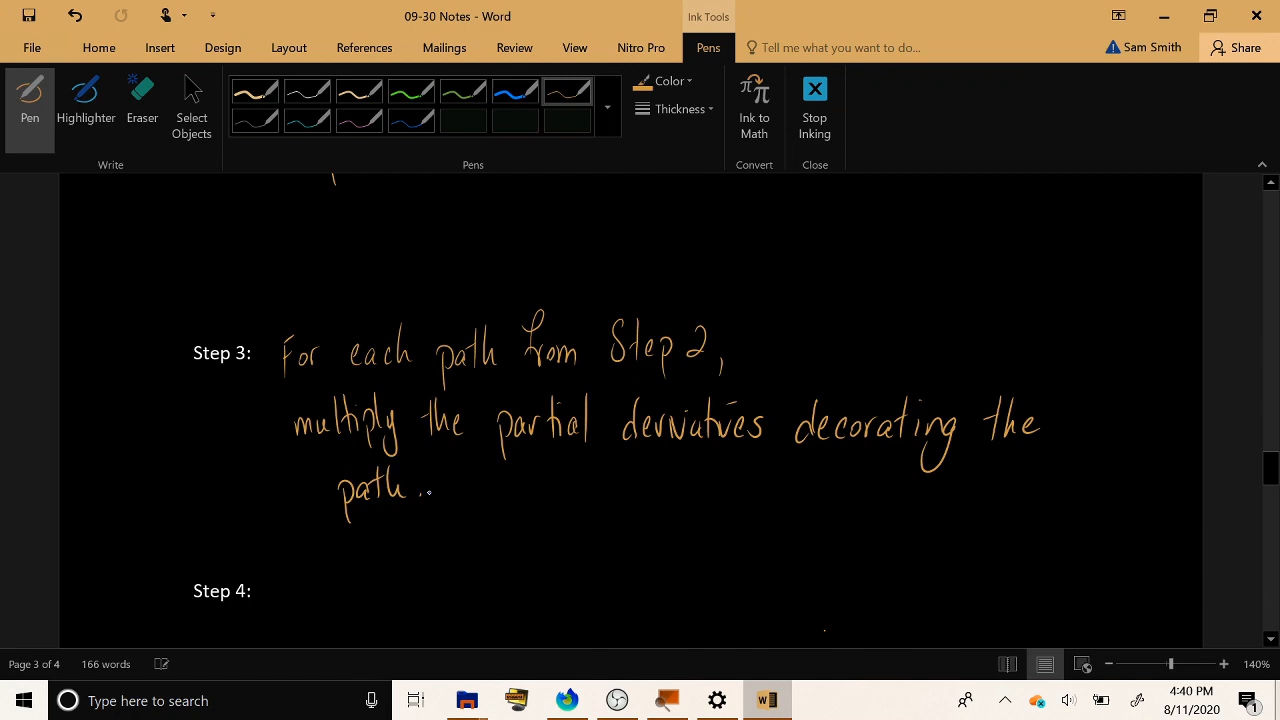 09-30 Notes - Word
Ink Tools
File Home Insert Design Layout References Mailings Review View Nitro Pro Pens Tell me what you want to do... Sam Smith Share
Pen Highlighter Eraser Select Objects
Color
Thickness
Ink to Math
Stop Inking
Write Pens Convert Close
Step 3: For each path from Step 2,
multiply the partial derivatives decorating the
path.
Step 4:
Page 3 of 4 166 words 140%
Type here to search
4:40 PM
8/11/2020
1